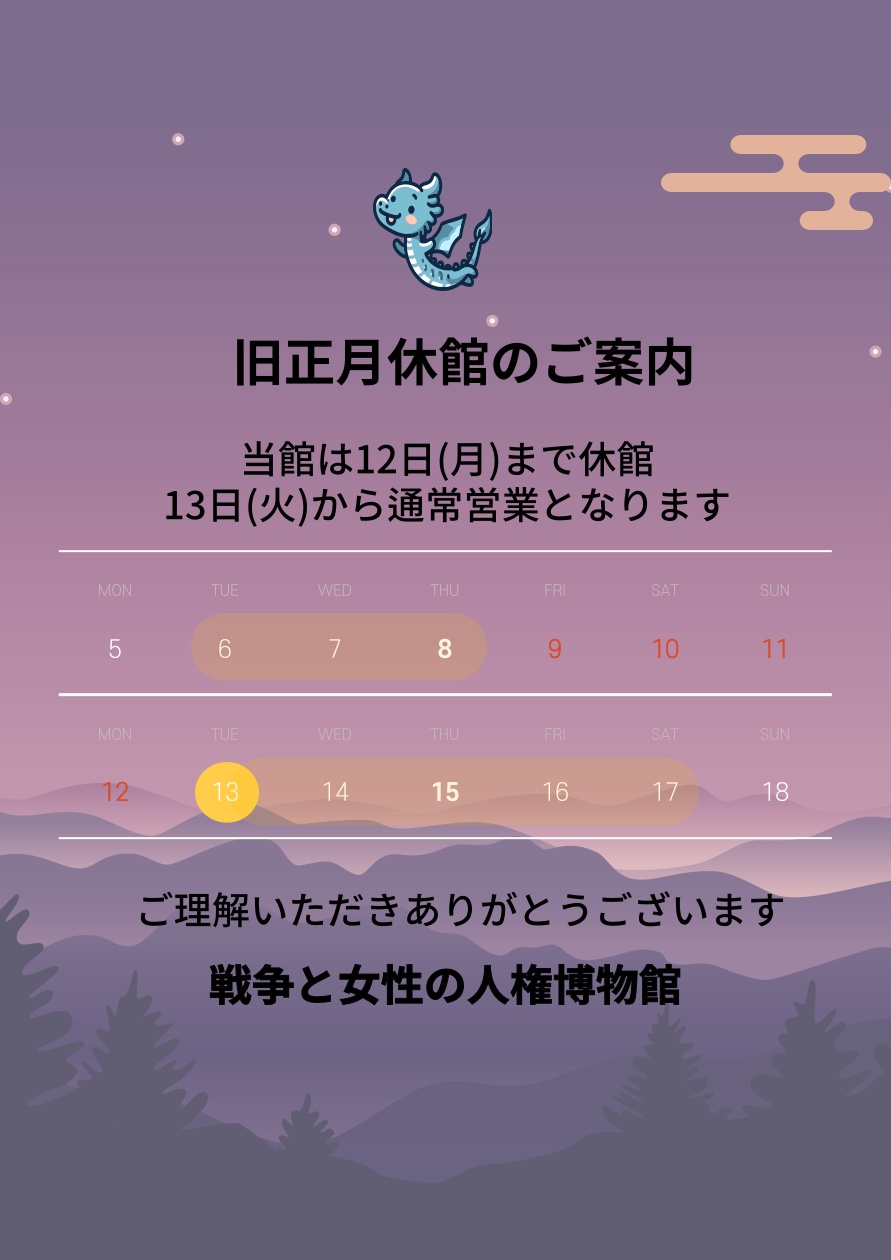 旧正月休館のご案内
当館は12日(月)まで休館
13日(火)から通常営業となります
MON TUE WED THU FRI SAT SUN
5 6 7 8 9 10 11
MON TUE WED THU FRI SAT SUN
12 13 14 15 16 17 18
ご理解いただきありがとうございます
戦争と女性の人権博物館